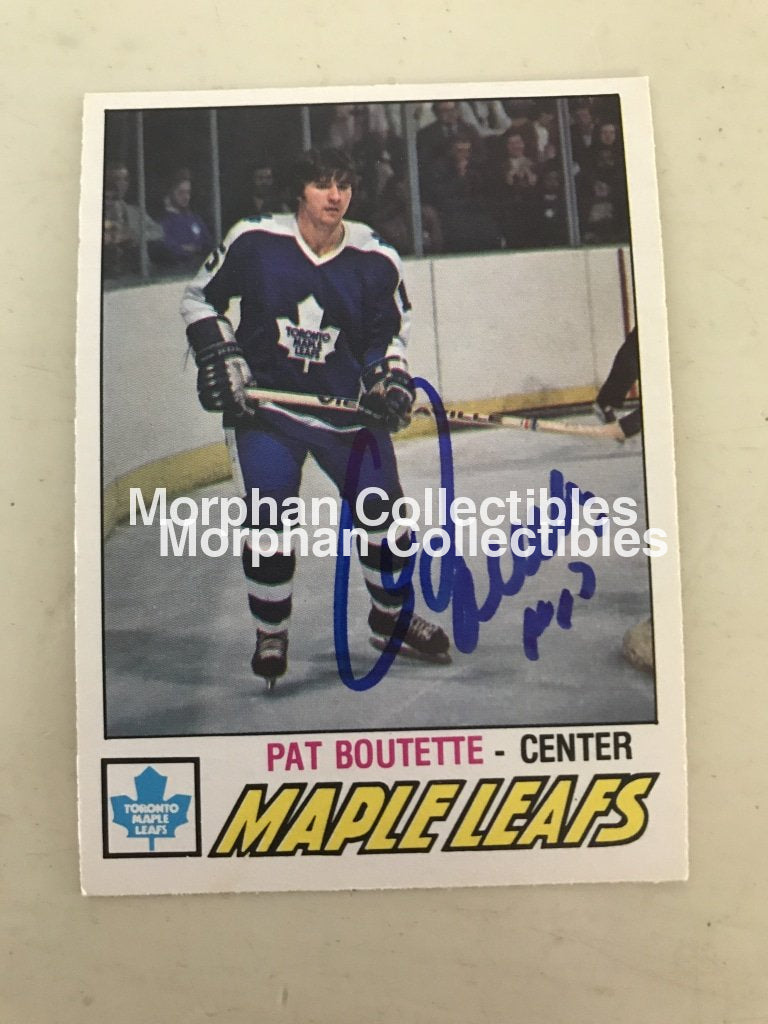 TORONTO
MAPLE
LEAFS
Morphan Collectibles
Morphan Collectibles
PAT BOUTETTE - CENTER
TORONTO
MAPLE
LEAFS
MAPLE LEAFS